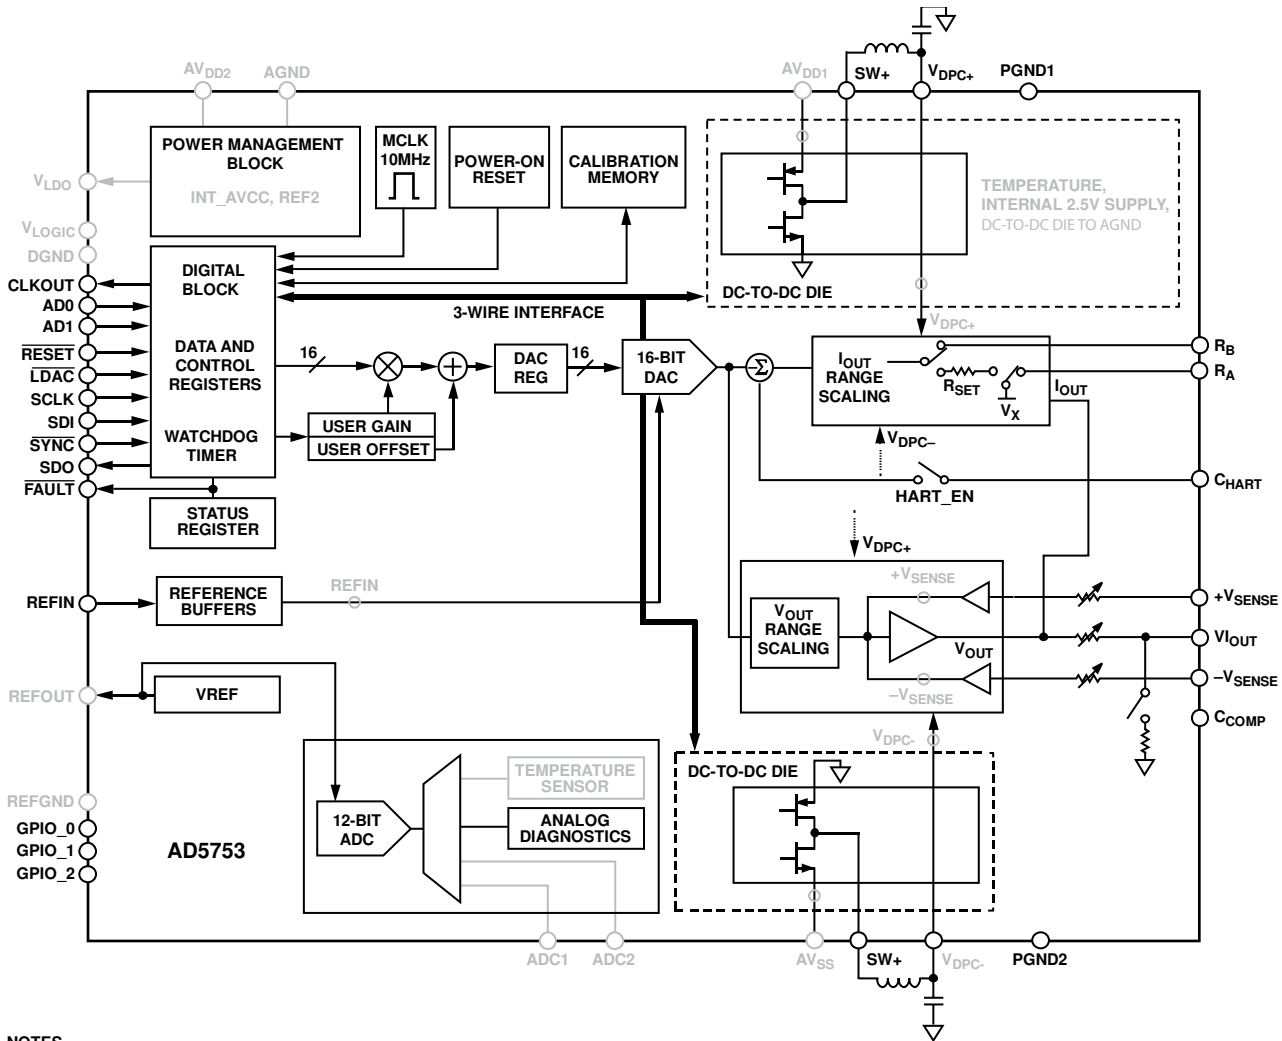 AVDD2
AGND
AVDD1
SW+
VDPC+
PGND1
POWER MANAGEMENT
BLOCK
INT_AVCC, REF2
MCLK
10MHz
POWER-ON
RESET
CALIBRATION
MEMORY
TEMPERATURE,
INTERNAL 2.5V SUPPLY,
DC-TO-DC DIE TO AGND
DC-TO-DC DIE
VLDO
VLOGIC
DGND
CLKOUT
AD0
AD1
RESET
LDAC
SCLK
SDI
SYNC
SDO
FAULT
DIGITAL
BLOCK
DATA AND
CONTROL
REGISTERS
WATCHDOG
TIMER
STATUS
REGISTER
3-WIRE INTERFACE
16
USER GAIN
USER OFFSET
DAC
REG
16
16-BIT
DAC
–Σ
VDPC+
IOUT
RANGE
SCALING
RSET
VX
IOUT
RB
RA
VDPC–
HART_EN
CHART
VDPC+
REFIN
REFERENCE
BUFFERS
REFIN
+VSENSE
VOUT
RANGE
SCALING
VOUT
–VSENSE
+VSENSE
VIOUT
–VSENSE
CCOMP
REFOUT
VREF
VDPC-
DC-TO-DC DIE
TEMPERATURE
SENSOR
12-BIT
ADC
ANALOG
DIAGNOSTICS
REFGND
GPIO_0
GPIO_1
GPIO_2
AD5753
ADC1
ADC2
AVSS
SW+
VDPC-
PGND2